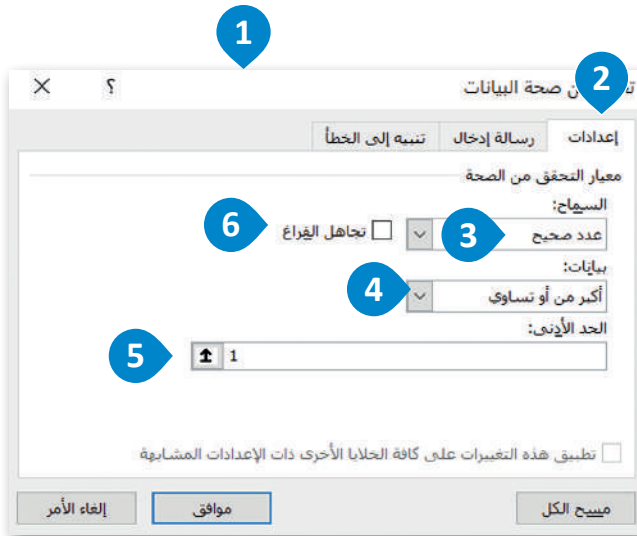 1
2
صحة البيانات
؟
إعدادات
رسالة إدخال
تنبيه إلى الخطأ
معيار التحقق من الصحة
السماح:
عدد صحيح
3
تجاهل الفراغ
6
بيانات:
أكبر من أو تساوي
4
الحد الأدنى:
1
5
تطبيق هذه التغييرات على كافة الخلايا الأخرى ذات الإعدادات المشابهة
مسح الكل
موافق
إلغاء الأمر